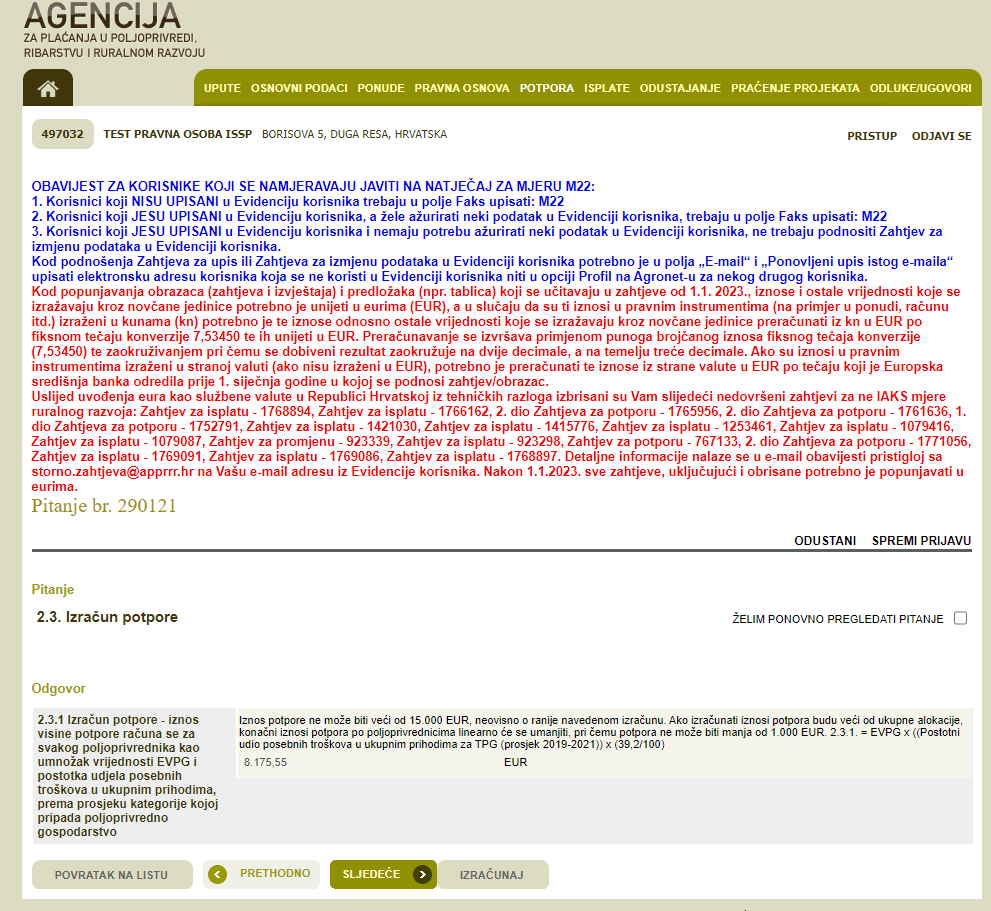 AGENCIJA
ZA PLAĆANJA U POLJOPRIVREDI,
RIBARSTVU I RURALNOM RAZVOJU
UPUTE OSNOVNI PODACI PONUDE PRAVNA OSNOVA POTPORA ISPLATE ODUSTAJANJE PRAĆENJE PROJEKATA ODLUKE/UGOVORI
497032 TEST PRAVNA OSOBA ISSP BORISOVA 5, DUGA RESA, HRVATSKA
PRISTUP ODJAVI SE
OBAVIJEST ZA KORISNIKE KOJI SE NAMJERAVAJU JAVITI NA NATJEČAJ ZA MJERU M22:
1. Korisnici koji NISU UPISANI u Evidenciju korisnika trebaju u polje Faks upisati: M22
2. Korisnici koji JESU UPISANI u Evidenciju korisnika, a žele ažurirati neki podatak u Evidenciji korisnika, trebaju u polje Faks upisati: M22
3. Korisnici koji JESU UPISANI u Evidenciju korisnika i nemaju potrebu ažurirati neki podatak u Evidenciji korisnika, ne trebaju podnositi Zahtjev za
izmjenu podataka u Evidenciji korisnika.
Kod podnošenja Zahtjeva za upis ili Zahtjeva za izmjenu podataka u Evidenciji korisnika potrebno je u polja „E-mail“ i „Ponovljeni upis istog e-maila“
upisati elektronsku adresu korisnika koja se ne koristi u Evidenciji korisnika niti u opciji Profil na Agronet-u za nekog drugog korisnika.
Kod popunjavanja obrazaca (zahtjeva i izvještaja) i predložaka (npr. tablica) koji se učitavaju u zahtjeve od 1.1. 2023., iznose i ostale vrijednosti koje se
izražavaju kroz novčane jedinice potrebno je unijeti u eurima (EUR), a u slučaju da su ti iznosi u pravnim instrumentima (na primjer u ponudi, računu
itd.) izraženi u kunama (kn) potrebno je te iznose odnosno ostale vrijednosti koje se izražavaju kroz novčane jedinice preračunati iz kn u EUR po
fiksnom tečaju konverzije 7,53450 te ih unijeti u EUR. Preračunavanje se izvršava primjenom punoga brojčanog iznosa fiksnog tečaja konverzije
(7,53450) te zaokruživanjem pri čemu se dobiveni rezultat zaokružuje na dvije decimale, a na temelju treće decimale. Ako su iznosi u pravnim
instrumentima izraženi u stranoj valuti (ako nisu izraženi u EUR), potrebno je preračunati te iznose iz strane valute u EUR po tečaju koji je Europska
središnja banka odredila prije 1. siječnja godine u kojoj se podnosi zahtjev/obrazac.
Uslijed uvođenja eura kao službene valute u Republici Hrvatskoj iz tehničkih razloga izbrisani su Vam slijedeći nedovršeni zahtjevi za ne IAKS mjere
ruralnog razvoja: Zahtjev za isplatu - 1768894, Zahtjev za isplatu - 1766162, 2. dio Zahtjeva za potporu - 1765956, 2. dio Zahtjeva za potporu - 1761636, 1.
dio Zahtjeva za potporu - 1752791, Zahtjev za isplatu - 1421030, Zahtjev za isplatu - 1415776, Zahtjev za isplatu - 1253461, Zahtjev za isplatu - 1079416,
Zahtjev za isplatu - 1079087, Zahtjev za promjenu - 923339, Zahtjev za isplatu - 923298, Zahtjev za potporu - 767133, 2. dio Zahtjeva za potporu - 1771056,
Zahtjev za isplatu - 1769091, Zahtjev za isplatu - 1769086, Zahtjev za isplatu - 1768897. Detaljne informacije nalaze se u e-mail obavijesti pristigloj sa
storno.zahtjeva@apprrr.hr na Vašu e-mail adresu iz Evidencije korisnika. Nakon 1.1.2023. sve zahtjeve, uključujući i obrisane potrebno je popunjavati u
eurima.
Pitanje br. 290121
ODUSTANI SPREMI PRIJAVU
Pitanje
2.3. Izračun potpore
ŽELIM PONOVNO PREGLEDATI PITANJE
Odgovor
2.3.1 Izračun potpore - iznos
visine potpore računa se za
svakog poljoprivrednika kao
umnožak vrijednosti EVPG i
postotka udjela posebnih
troškova u ukupnim prihodima,
prema prosjeku kategorije kojoj
pripada poljoprivredno
gospodarstvo
Iznos potpore ne može biti veći od 15.000 EUR, neovisno o ranije navedenom izračunu. Ako izračunati iznosi potpora budu veći od ukupne alokacije,
konačni iznosi potpora po poljoprivrednicima linearno će se umanjiti, pri čemu potpora ne može biti manja od 1.000 EUR. 2.3.1. = EVPG x ((Postotni
udio posebnih troškova u ukupnim prihodima za TPG (prosjek 2019-2021)) x (39,2/100)
8.175,55 EUR
POVRATAK NA LISTU PRETHODNO SLJEDEĆE IZRAČUNAJ